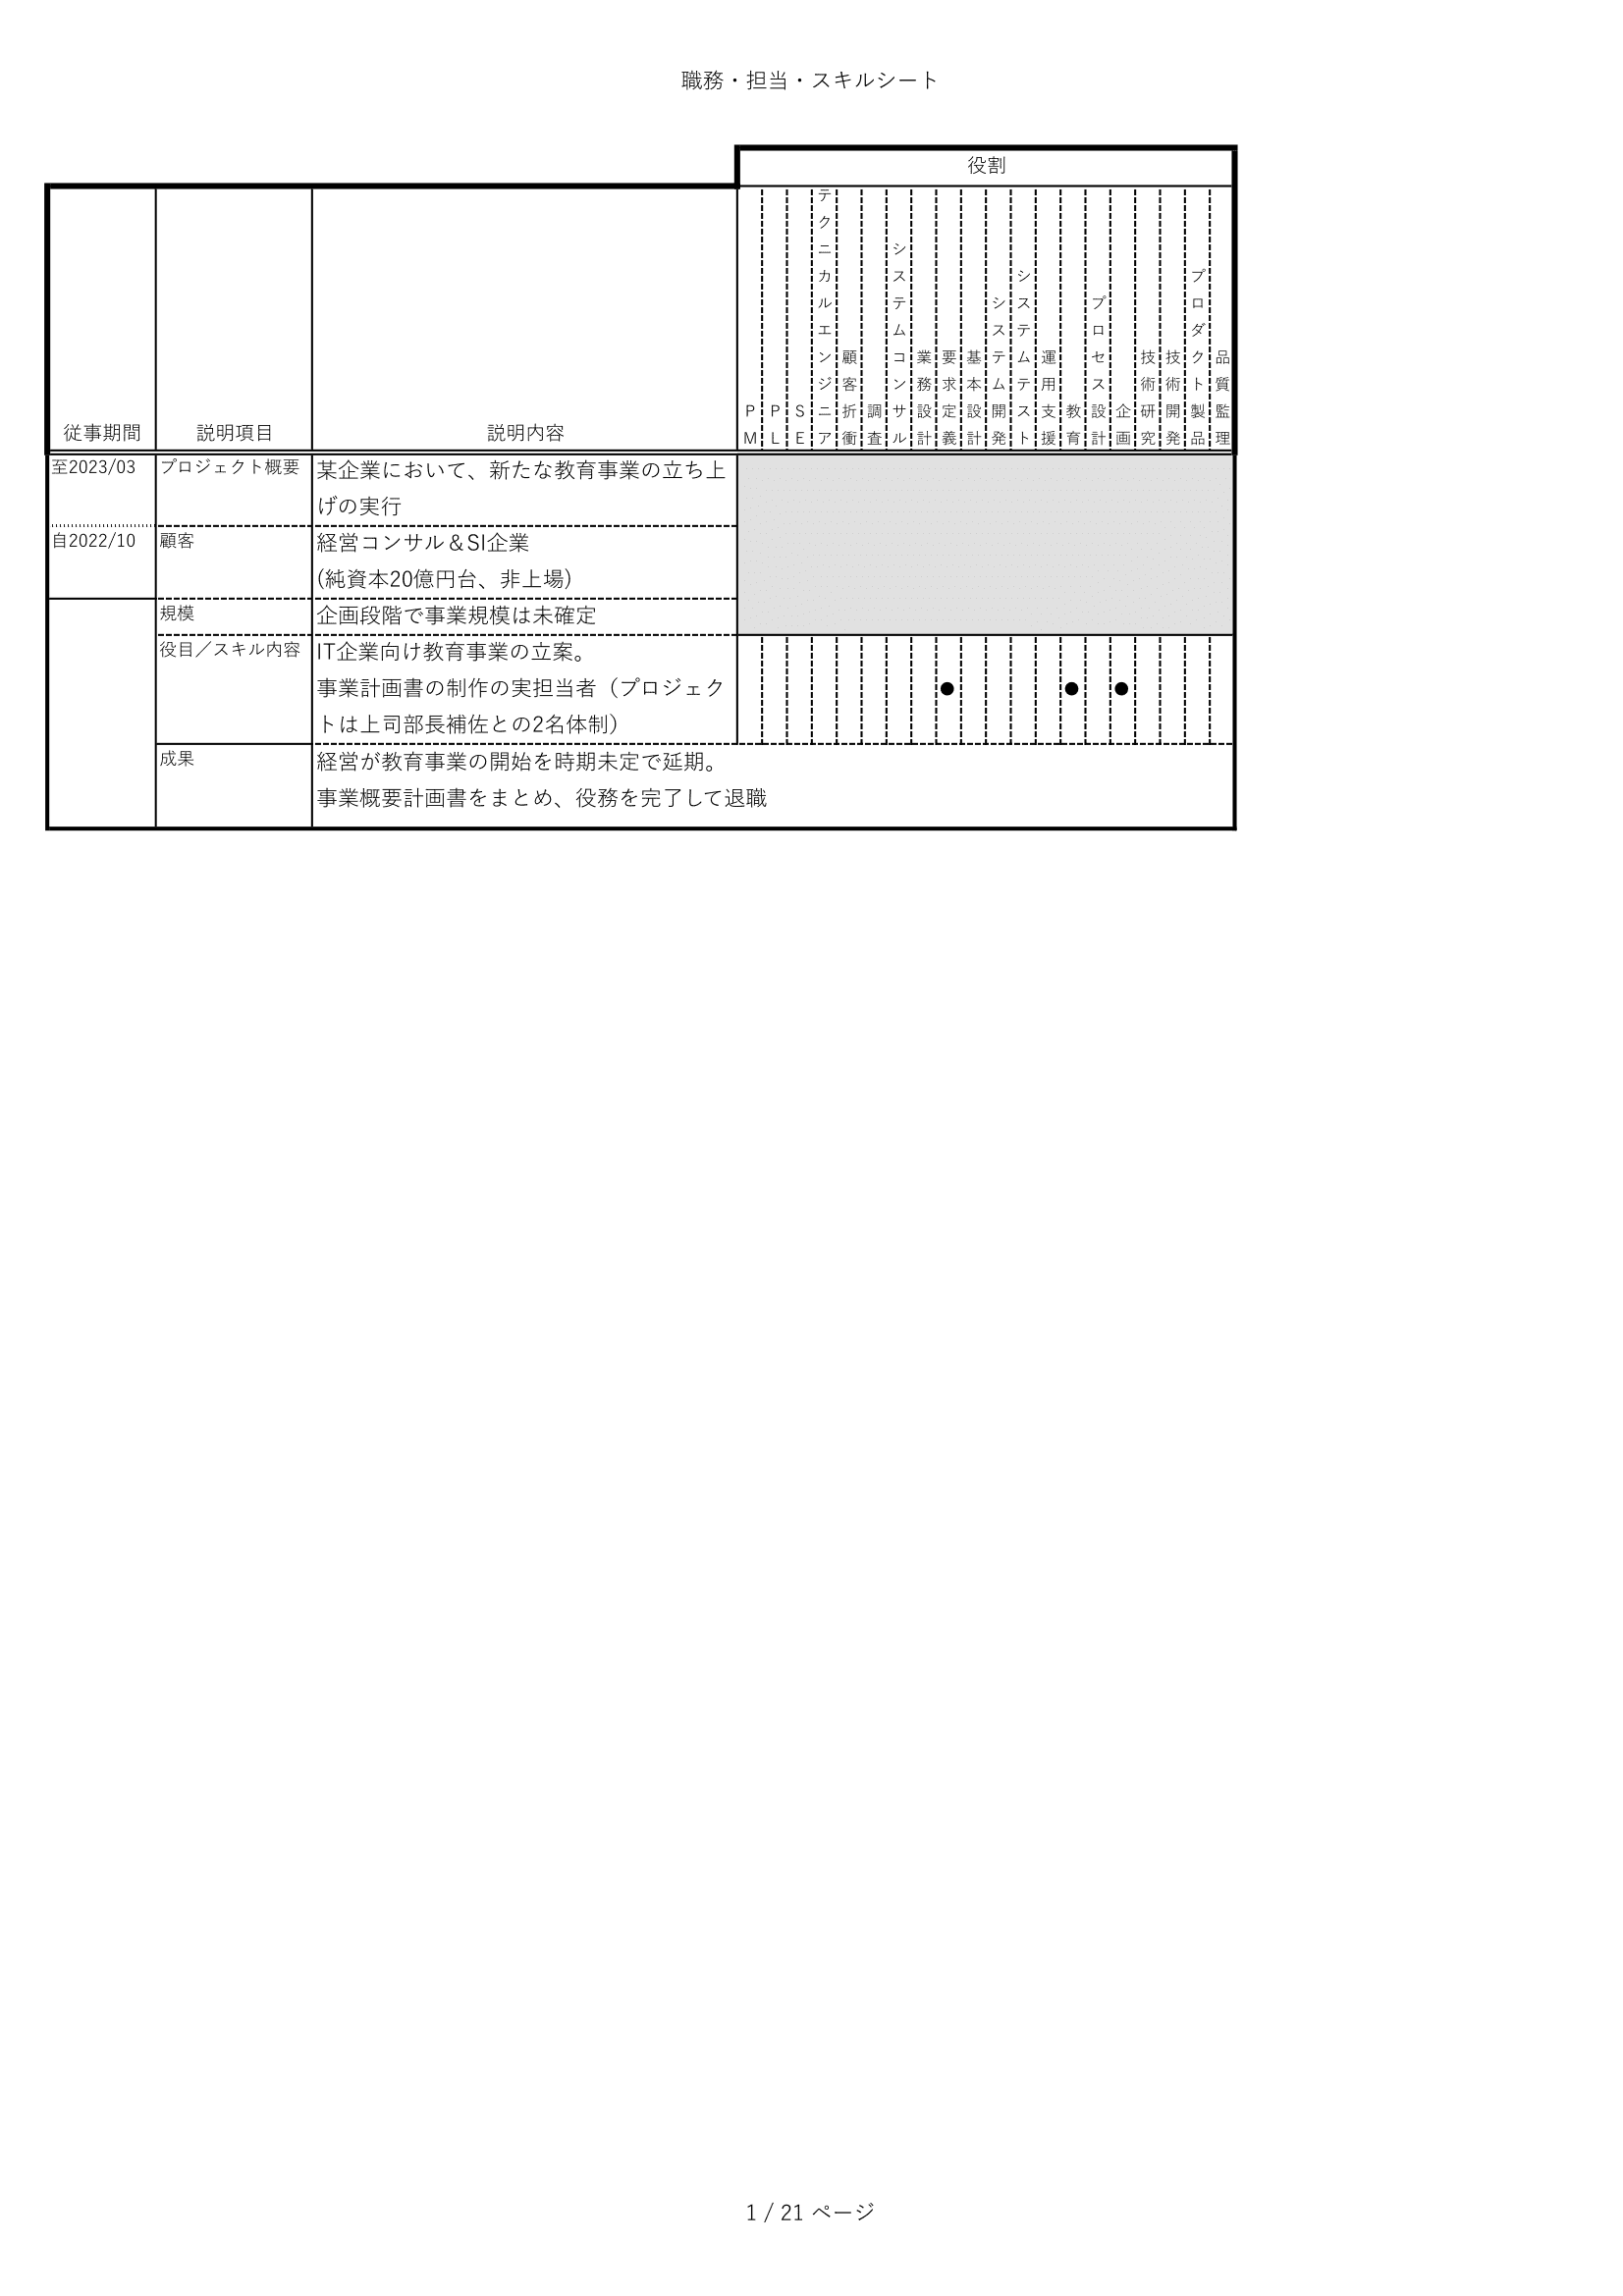 職務・担当・スキルシート
役割
従事期間 説明項目 説明内容 PM PL SE テクニカルエンジニア 顧客折衝 調査 システムコンサル 業務設計 要求定義 基本設計 システム開発 システムテスト 運用支援 教育 プロセス設計 企画 技術研究 技術開発 プロダクト製品 品質監理
至2023/03 プロジェクト概要 某企業において、新たな教育事業の立ち上
げの実行
自2022/10 顧客 経営コンサル＆SI企業
(純資本20億円台、非上場)
規模 企画段階で事業規模は未確定
役目／スキル内容 IT企業向け教育事業の立案。
事業計画書の制作の実担当者（プロジェク ● ● ●
トは上司部長補佐との2名体制）
成果 経営が教育事業の開始を時期未定で延期。
事業概要計画書をまとめ、役務を完了して退職
1 / 21 ページ